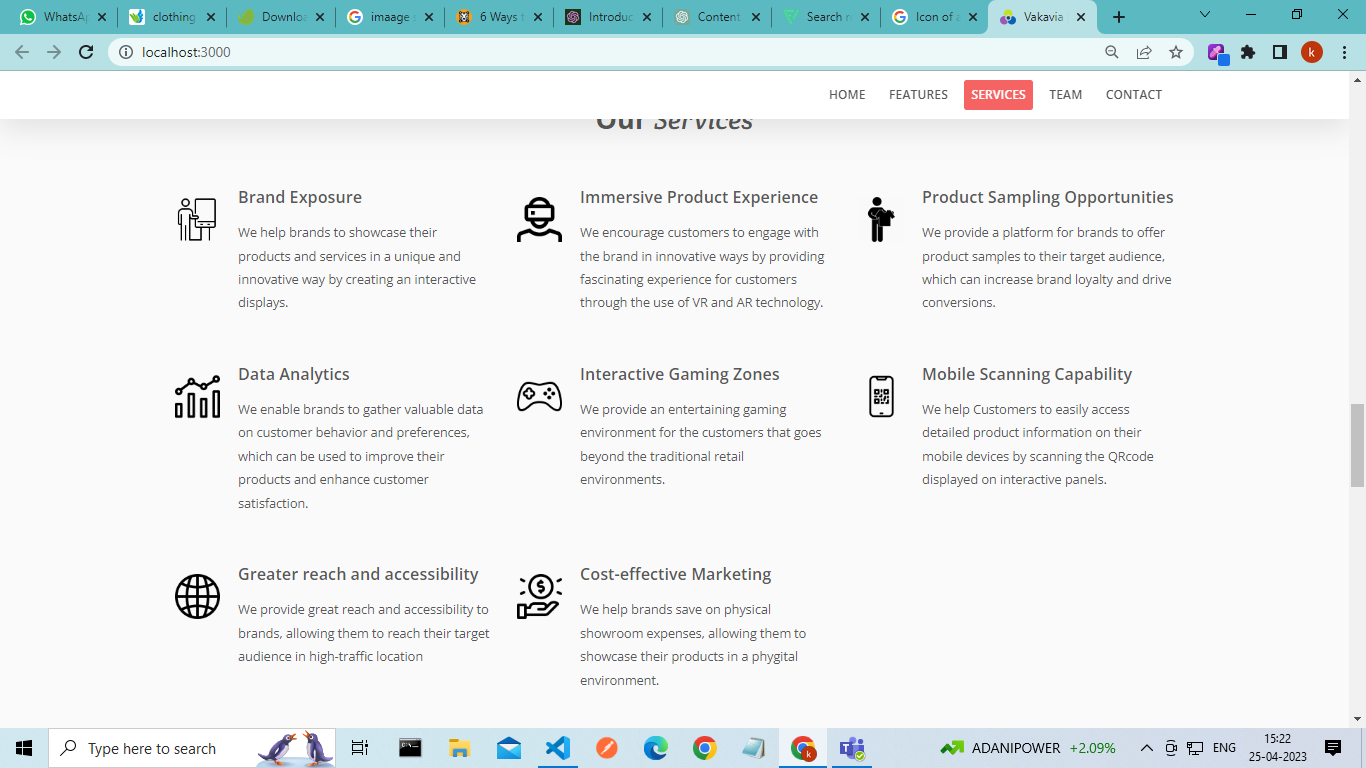 WhatsAp
clothing
Downloa
imaage s
6 Ways t
Introduc
Content
Search r
Icon of a
Vakavia
localhost:3000
k
HOME
FEATURES
SERVICES
TEAM
CONTACT
Our Services
Brand Exposure
We help brands to showcase their
products and services in a unique and
innovative way by creating an interactive
displays.
Immersive Product Experience
We encourage customers to engage with
the brand in innovative ways by providing
fascinating experience for customers
through the use of VR and AR technology.
Product Sampling Opportunities
We provide a platform for brands to offer
product samples to their target audience,
which can increase brand loyalty and drive
conversions.
Data Analytics
We enable brands to gather valuable data
on customer behavior and preferences,
which can be used to improve their
products and enhance customer
satisfaction.
Interactive Gaming Zones
We provide an entertaining gaming
environment for the customers that goes
beyond the traditional retail
environments.
Mobile Scanning Capability
We help Customers to easily access
detailed product information on their
mobile devices by scanning the QRcode
displayed on interactive panels.
Greater reach and accessibility
We provide great reach and accessibility to
brands, allowing them to reach their target
audience in high-traffic location
Cost-effective Marketing
We help brands save on physical
showroom expenses, allowing them to
showcase their products in a phygital
environment.
Type here to search
ADANIPOWER +2.09%
ENG
15:22
25-04-2023